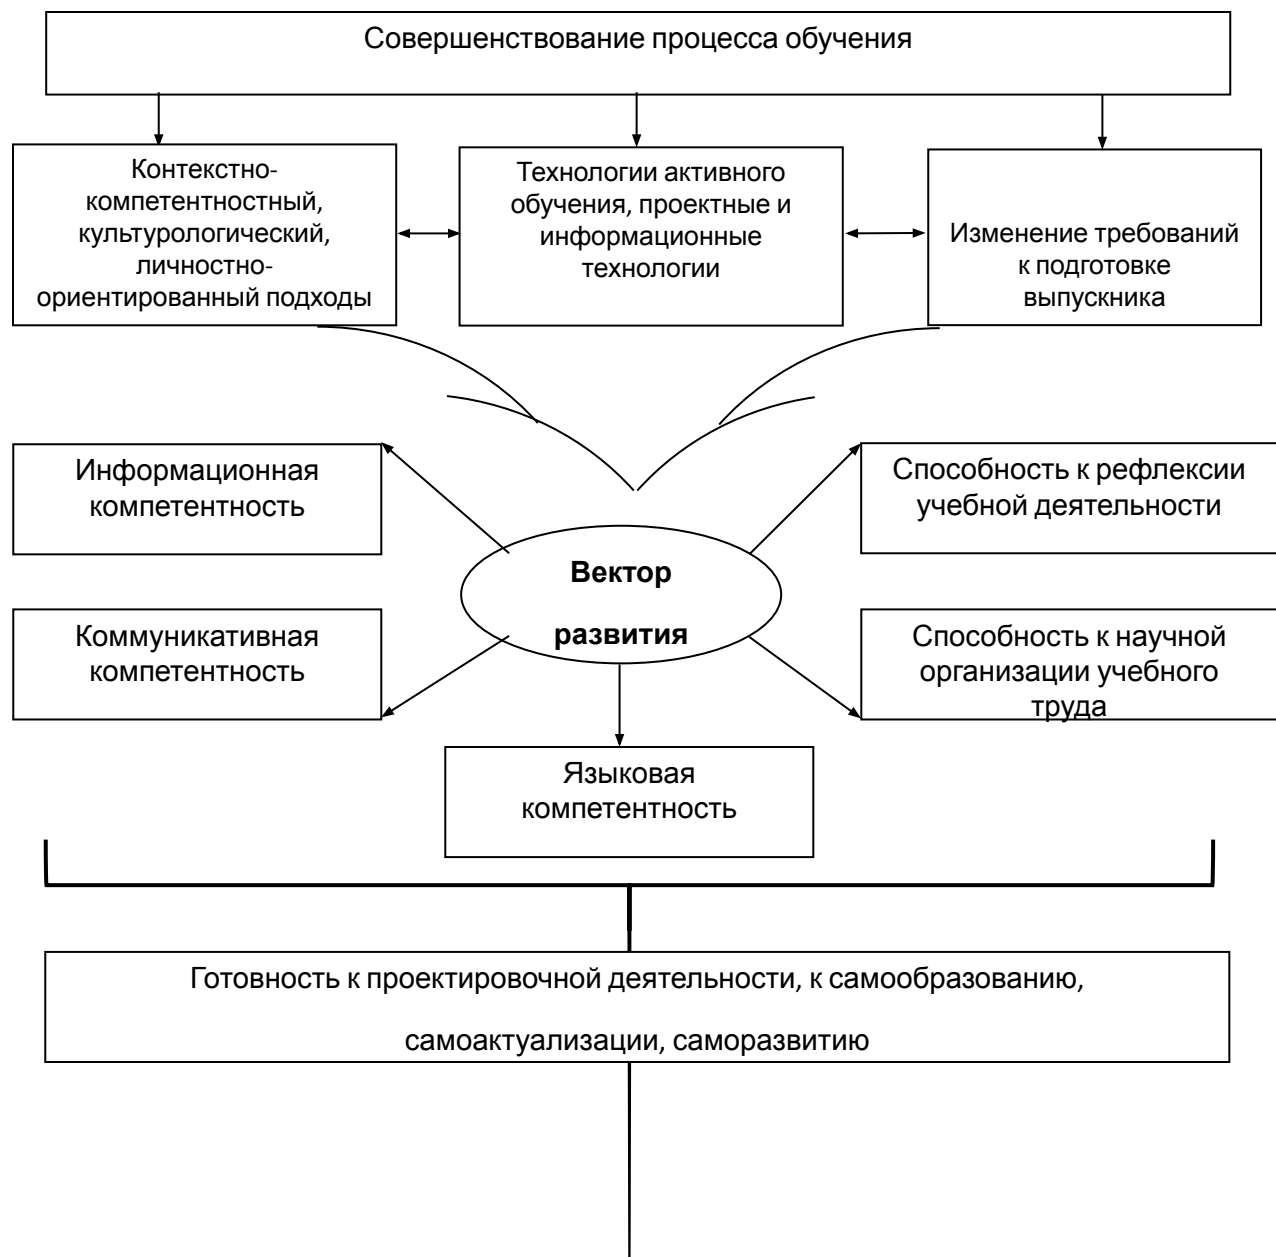 Совершенствование процесса обучения
Контекстно-
компетентностный,
культурологический,
личностно-
ориентированный подходы
Технологии активного
обучения, проектные и
информационные
технологии
Изменение требований
к подготовке
выпускника
Информационная
компетентность
Способность к рефлексии
учебной деятельности
Вектор
развития
Коммуникативная
компетентность
Способность к научной
организации учебного
труда
Языковая
компетентность
Готовность к проектировочной деятельности, к самообразованию,
самоактуализации, саморазвитию